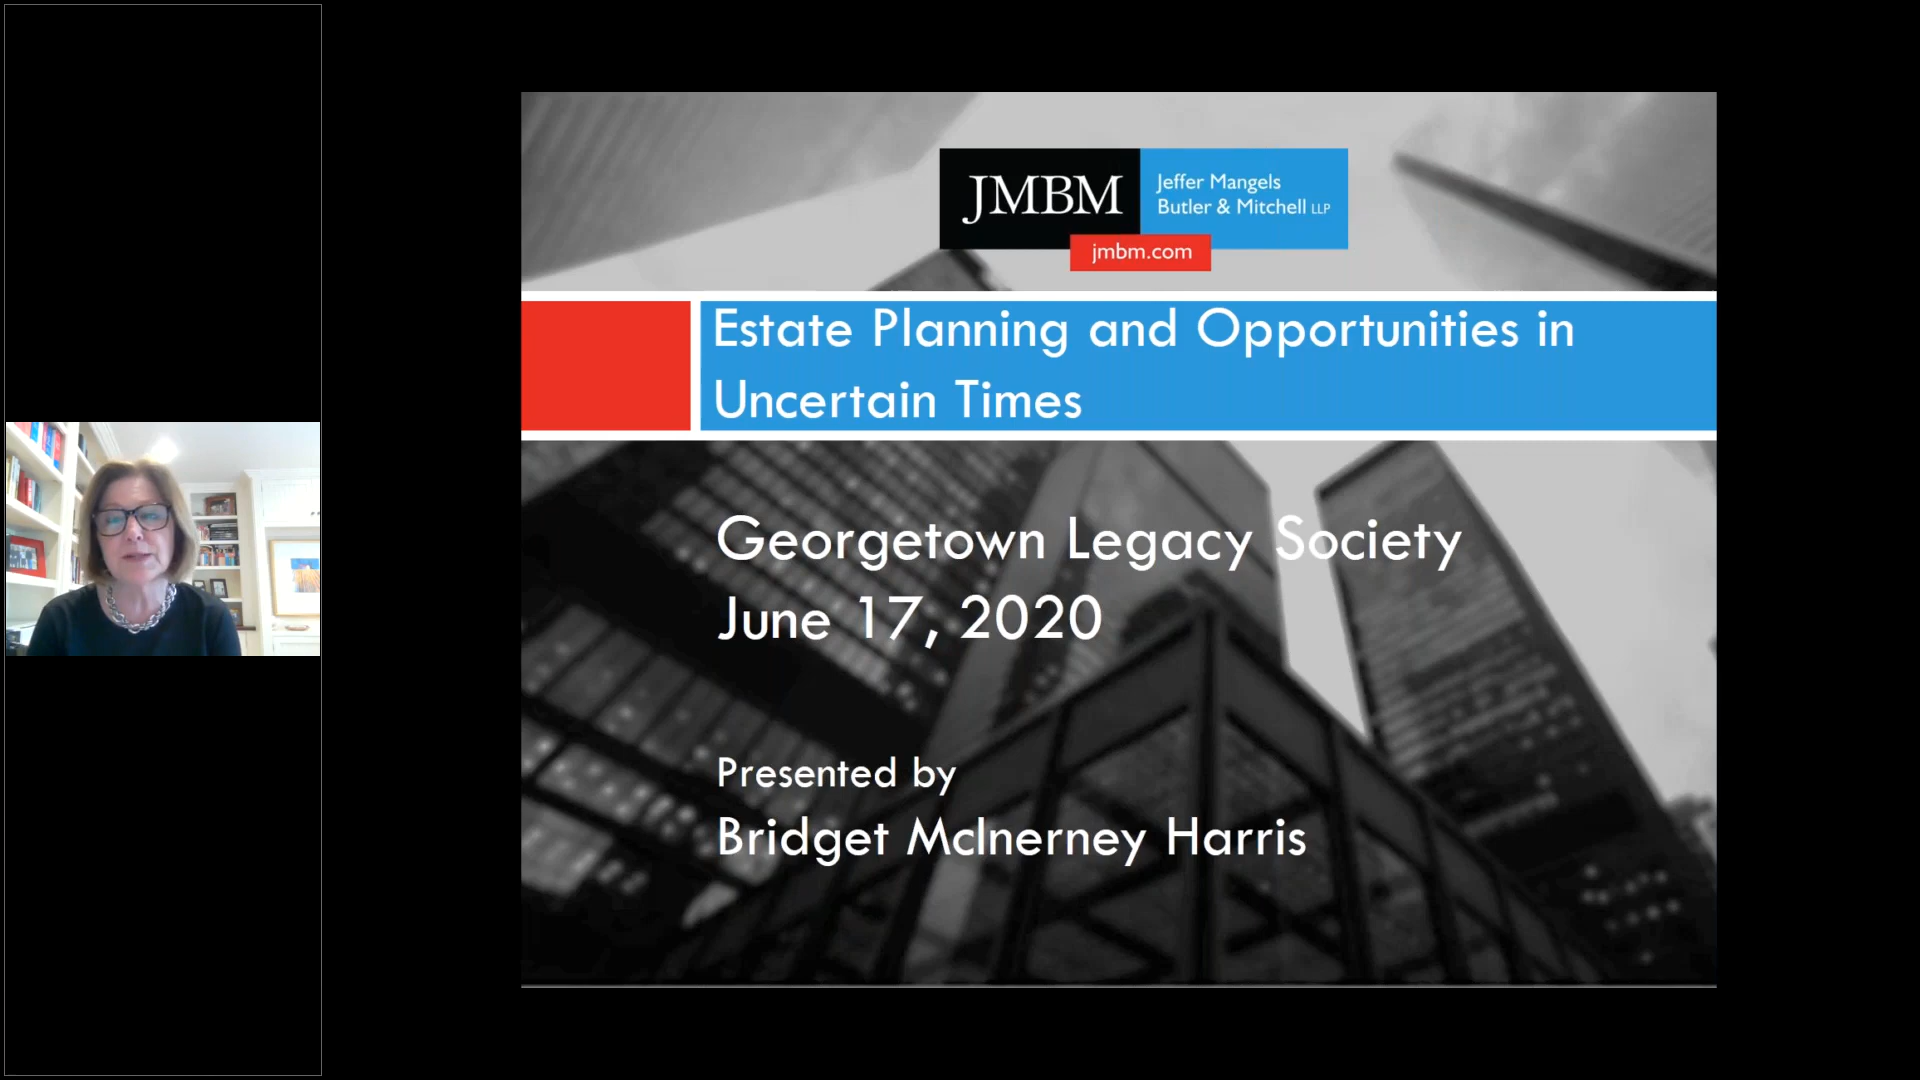 JMBM
Jeffer Mangels
Butler & Mitchell LLP
jmbm.com
Estate Planning and Opportunities in
Uncertain Times
Georgetown Legacy Society
June 17, 2020
Presented by
Bridget McInerney Harris